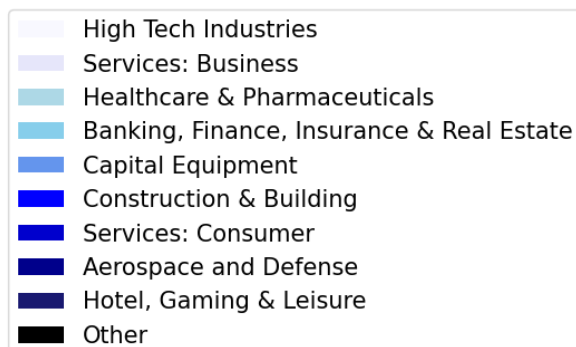 High Tech Industries
Services: Business
Healthcare & Pharmaceuticals
Banking, Finance, Insurance & Real Estate
Capital Equipment
Construction & Building
Services: Consumer
Aerospace and Defense
Hotel, Gaming & Leisure
Other